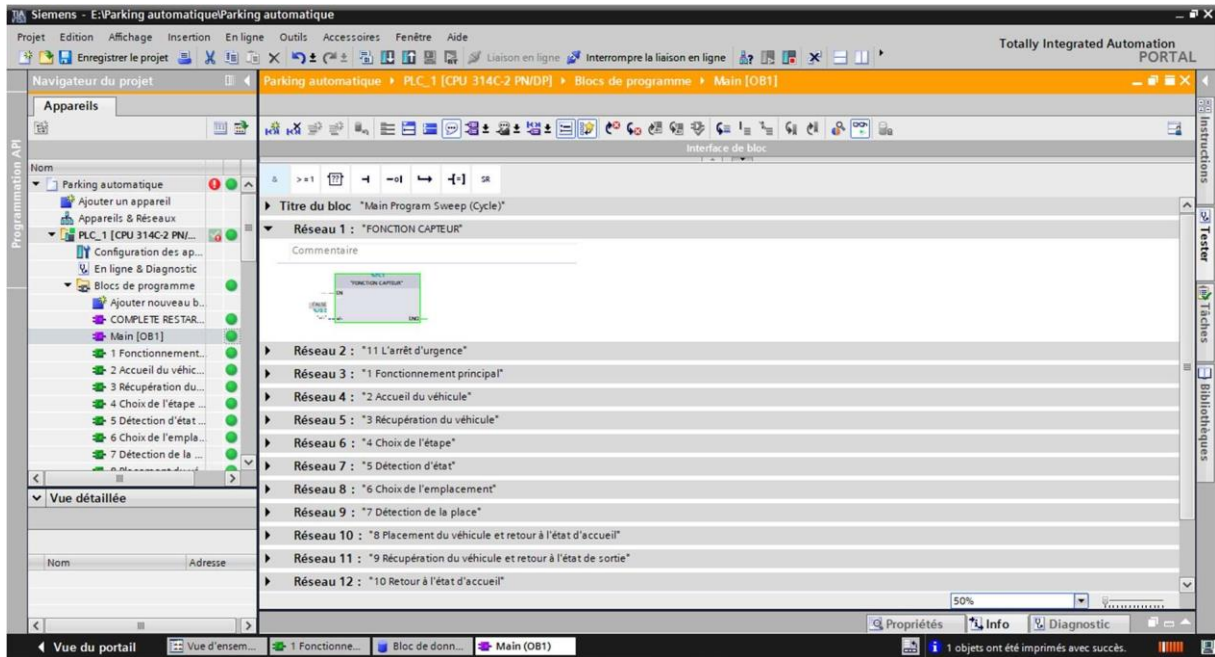 Siemens - E:\Parking automatique\Parking automatique
Projet Edition Affichage Insertion En ligne Outils Accessoires Fenêtre Aide
Totally Integrated Automation
PORTAL
Enregistrer le projet
Liaison en ligne
Interrompre la liaison en ligne
Navigateur du projet
Parking automatique PLC_1 [CPU 314C-2 PN/DP] Blocs de programme Main [OB1]
Appareils
Interface de bloc
Programmation API
Nom
Parking automatique
Ajouter un appareil
Appareils & Réseaux
PLC_1 [CPU 314C-2 PN/...
Configuration des ap...
En ligne & Diagnostic
Blocs de programme
Ajouter nouveau b...
COMPLETE RESTAR...
Main [OB1]
1 Fonctionnement...
2 Accueil du véhic...
3 Récupération du...
4 Choix de l'étape ...
5 Détection d'état ...
6 Choix de l'empla...
7 Détection de la ...
& >=1 [??] -o| -[=] SR
Titre du bloc "Main Program Sweep (Cycle)"
Réseau 1 : "FONCTION CAPTEUR"
Commentaire
"FONCTION CAPTEUR"
EN
ENO
Réseau 2 : "11 L'arrêt d'urgence"
Réseau 3 : "1 Fonctionnement principal"
Réseau 4 : "2 Accueil du véhicule"
Réseau 5 : "3 Récupération du véhicule"
Réseau 6 : "4 Choix de l'étape"
Réseau 7 : "5 Détection d'état"
Réseau 8 : "6 Choix de l'emplacement"
Réseau 9 : "7 Détection de la place"
Réseau 10 : "8 Placement du véhicule et retour à l'état d'accueil"
Réseau 11 : "9 Récupération du véhicule et retour à l'état de sortie"
Réseau 12 : "10 Retour à l'état d'accueil"
50%
Vue détaillée
Nom Adresse
Instructions
Tester
Tâches
Bibliothèques
Propriétés Info Diagnostic
Vue du portail
Vue d'ensem...
1 Fonctionne...
Bloc de donn...
Main (OB1)
1 objets ont été imprimés avec succès.